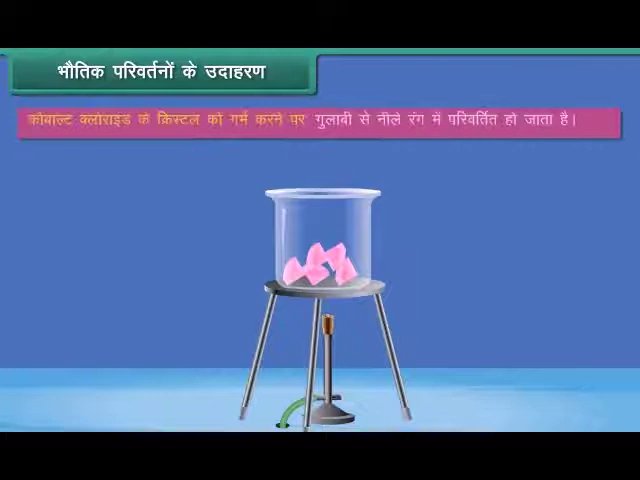 भौतिक परिवर्तनों के उदाहरण
कोबाल्ट क्लोराइड के क्रिस्टल को गर्म करने पर गुलाबी से नीले रंग में परिवर्तित हो जाता है।